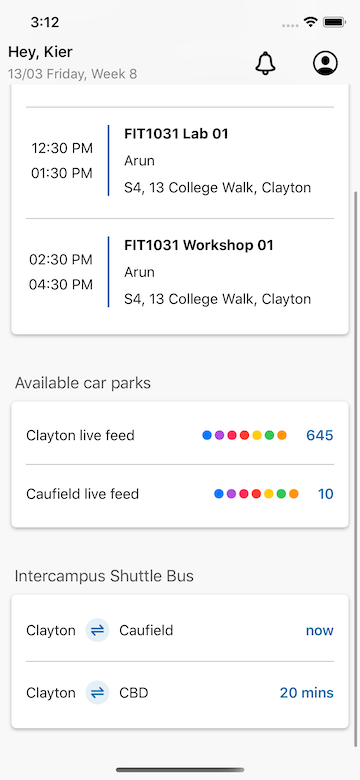 3:12
Hey, Kier
13/03 Friday, Week 8
12:30 PM
01:30 PM
FIT1031 Lab 01
Arun
S4, 13 College Walk, Clayton
02:30 PM
04:30 PM
FIT1031 Workshop 01
Arun
S4, 13 College Walk, Clayton
Available car parks
Clayton live feed 645
Caufield live feed 10
Intercampus Shuttle Bus
Clayton Caufield now
Clayton CBD 20 mins